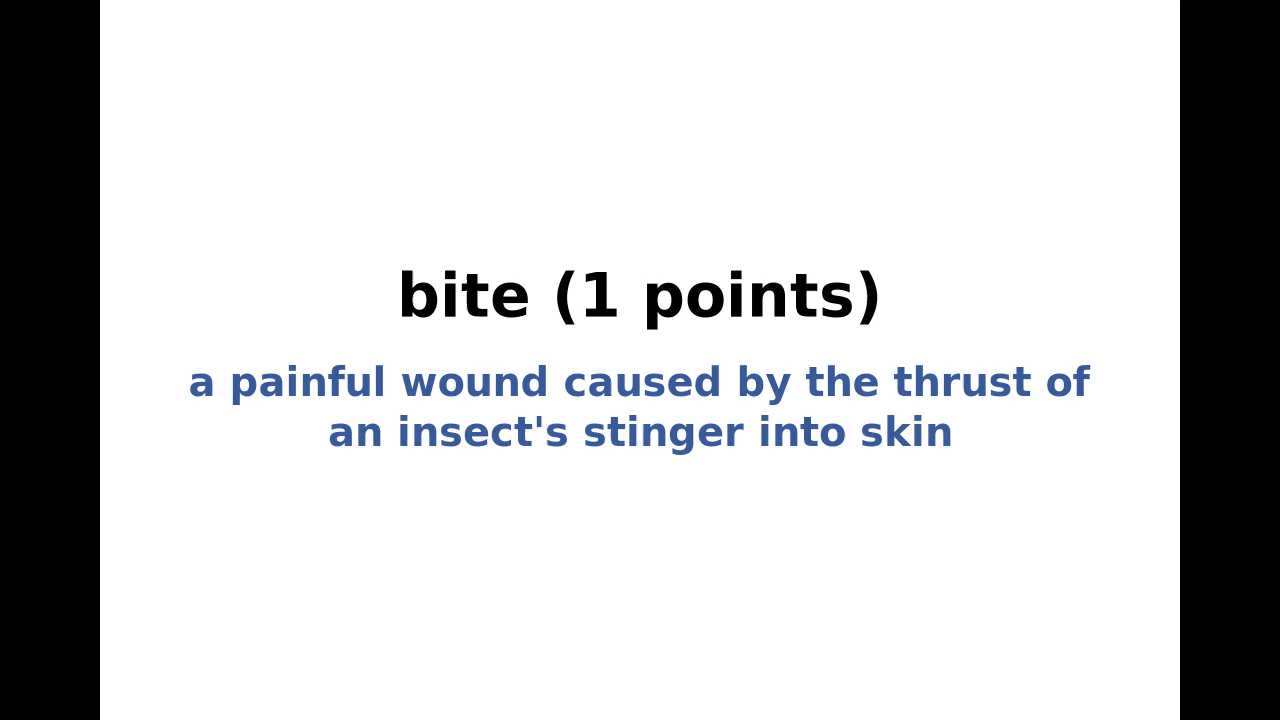 bite (1 points)
a painful wound caused by the thrust of
an insect's stinger into skin